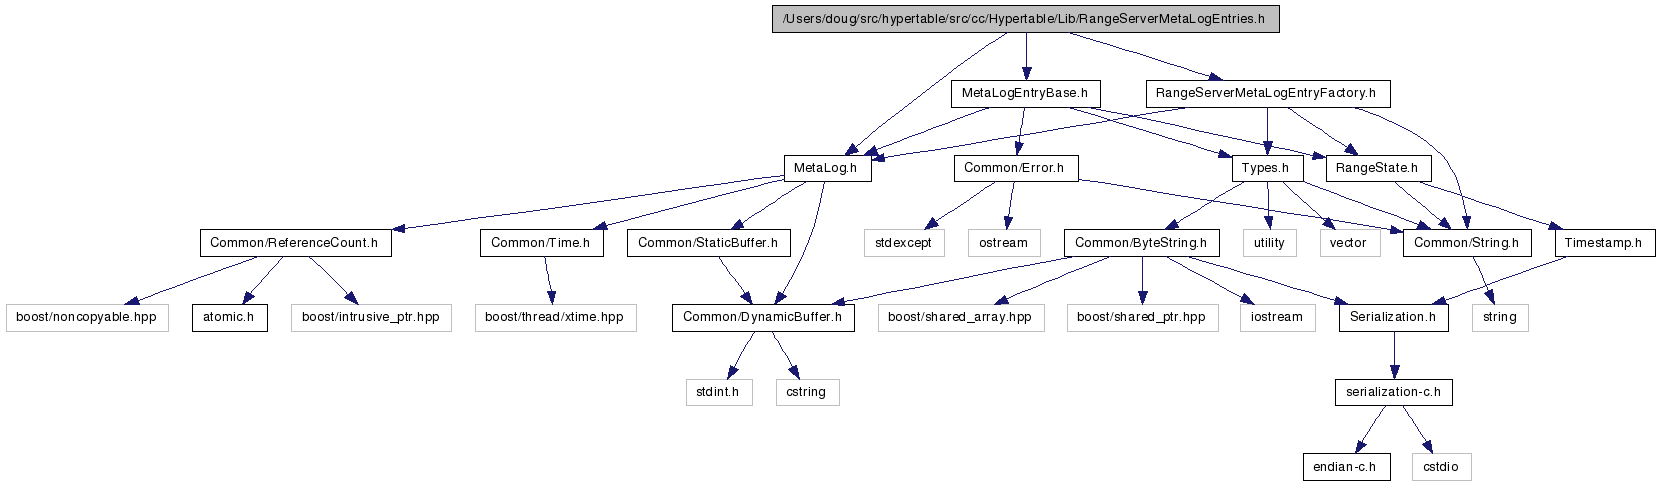 /Users/doug/src/hypertable/src/cc/Hypertable/Lib/RangeServerMetaLogEntries.h
MetaLogEntryBase.h
RangeServerMetaLogEntryFactory.h
MetaLog.h
Common/Error.h
Types.h
RangeState.h
Common/ReferenceCount.h
Common/Time.h
Common/StaticBuffer.h
stdexcept
ostream
Common/ByteString.h
utility
vector
Common/String.h
Timestamp.h
boost/noncopyable.hpp
atomic.h
boost/intrusive_ptr.hpp
boost/thread/xtime.hpp
Common/DynamicBuffer.h
boost/shared_array.hpp
boost/shared_ptr.hpp
iostream
Serialization.h
string
stdint.h
cstring
serialization-c.h
endian-c.h
cstdio